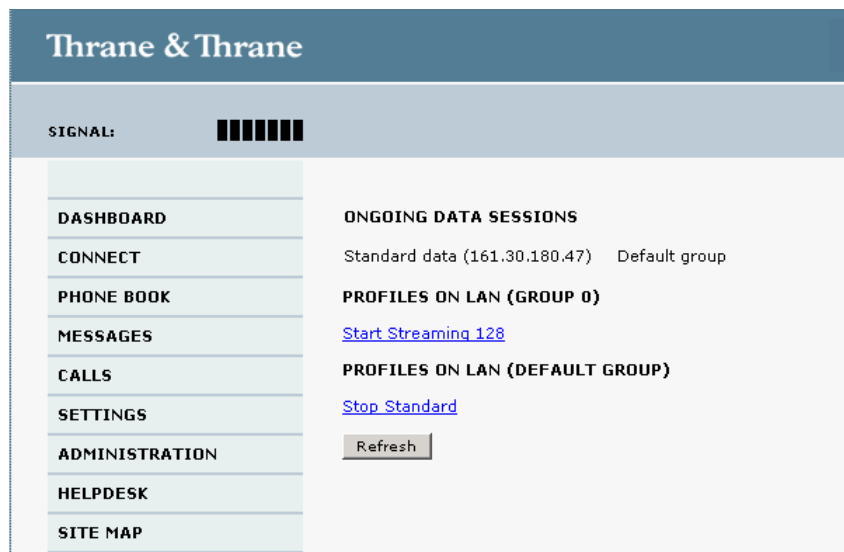 Thrane & Thrane
SIGNAL:
DASHBOARD
CONNECT
PHONE BOOK
MESSAGES
CALLS
SETTINGS
ADMINISTRATION
HELPDESK
SITE MAP
ONGOING DATA SESSIONS
Standard data (161.30.180.47) Default group
PROFILES ON LAN (GROUP 0)
Start Streaming 128
PROFILES ON LAN (DEFAULT GROUP)
Stop Standard
Refresh